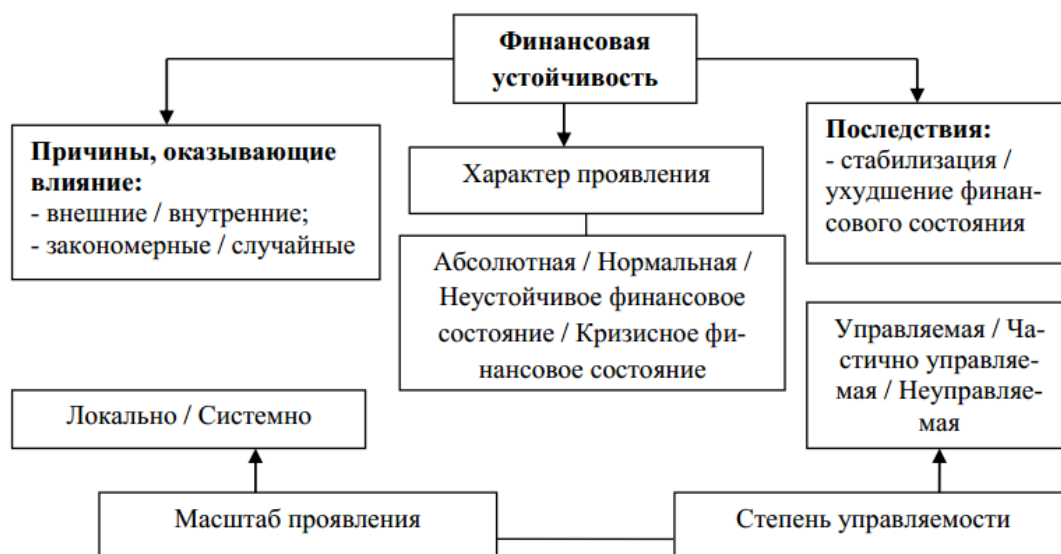 Финансовая
устойчивость
Причины, оказывающие
влияние:
- внешние / внутренние;
- закономерные / случайные
Характер проявления
Последствия:
- стабилизация /
ухудшение финан-
сового состояния
Абсолютная / Нормальная /
Неустойчивое финансовое
состояние / Кризисное фи-
нансовое состояние
Управляемая / Ча-
стично управляе-
мая / Неуправляе-
мая
Локально / Системно
Масштаб проявления
Степень управляемости